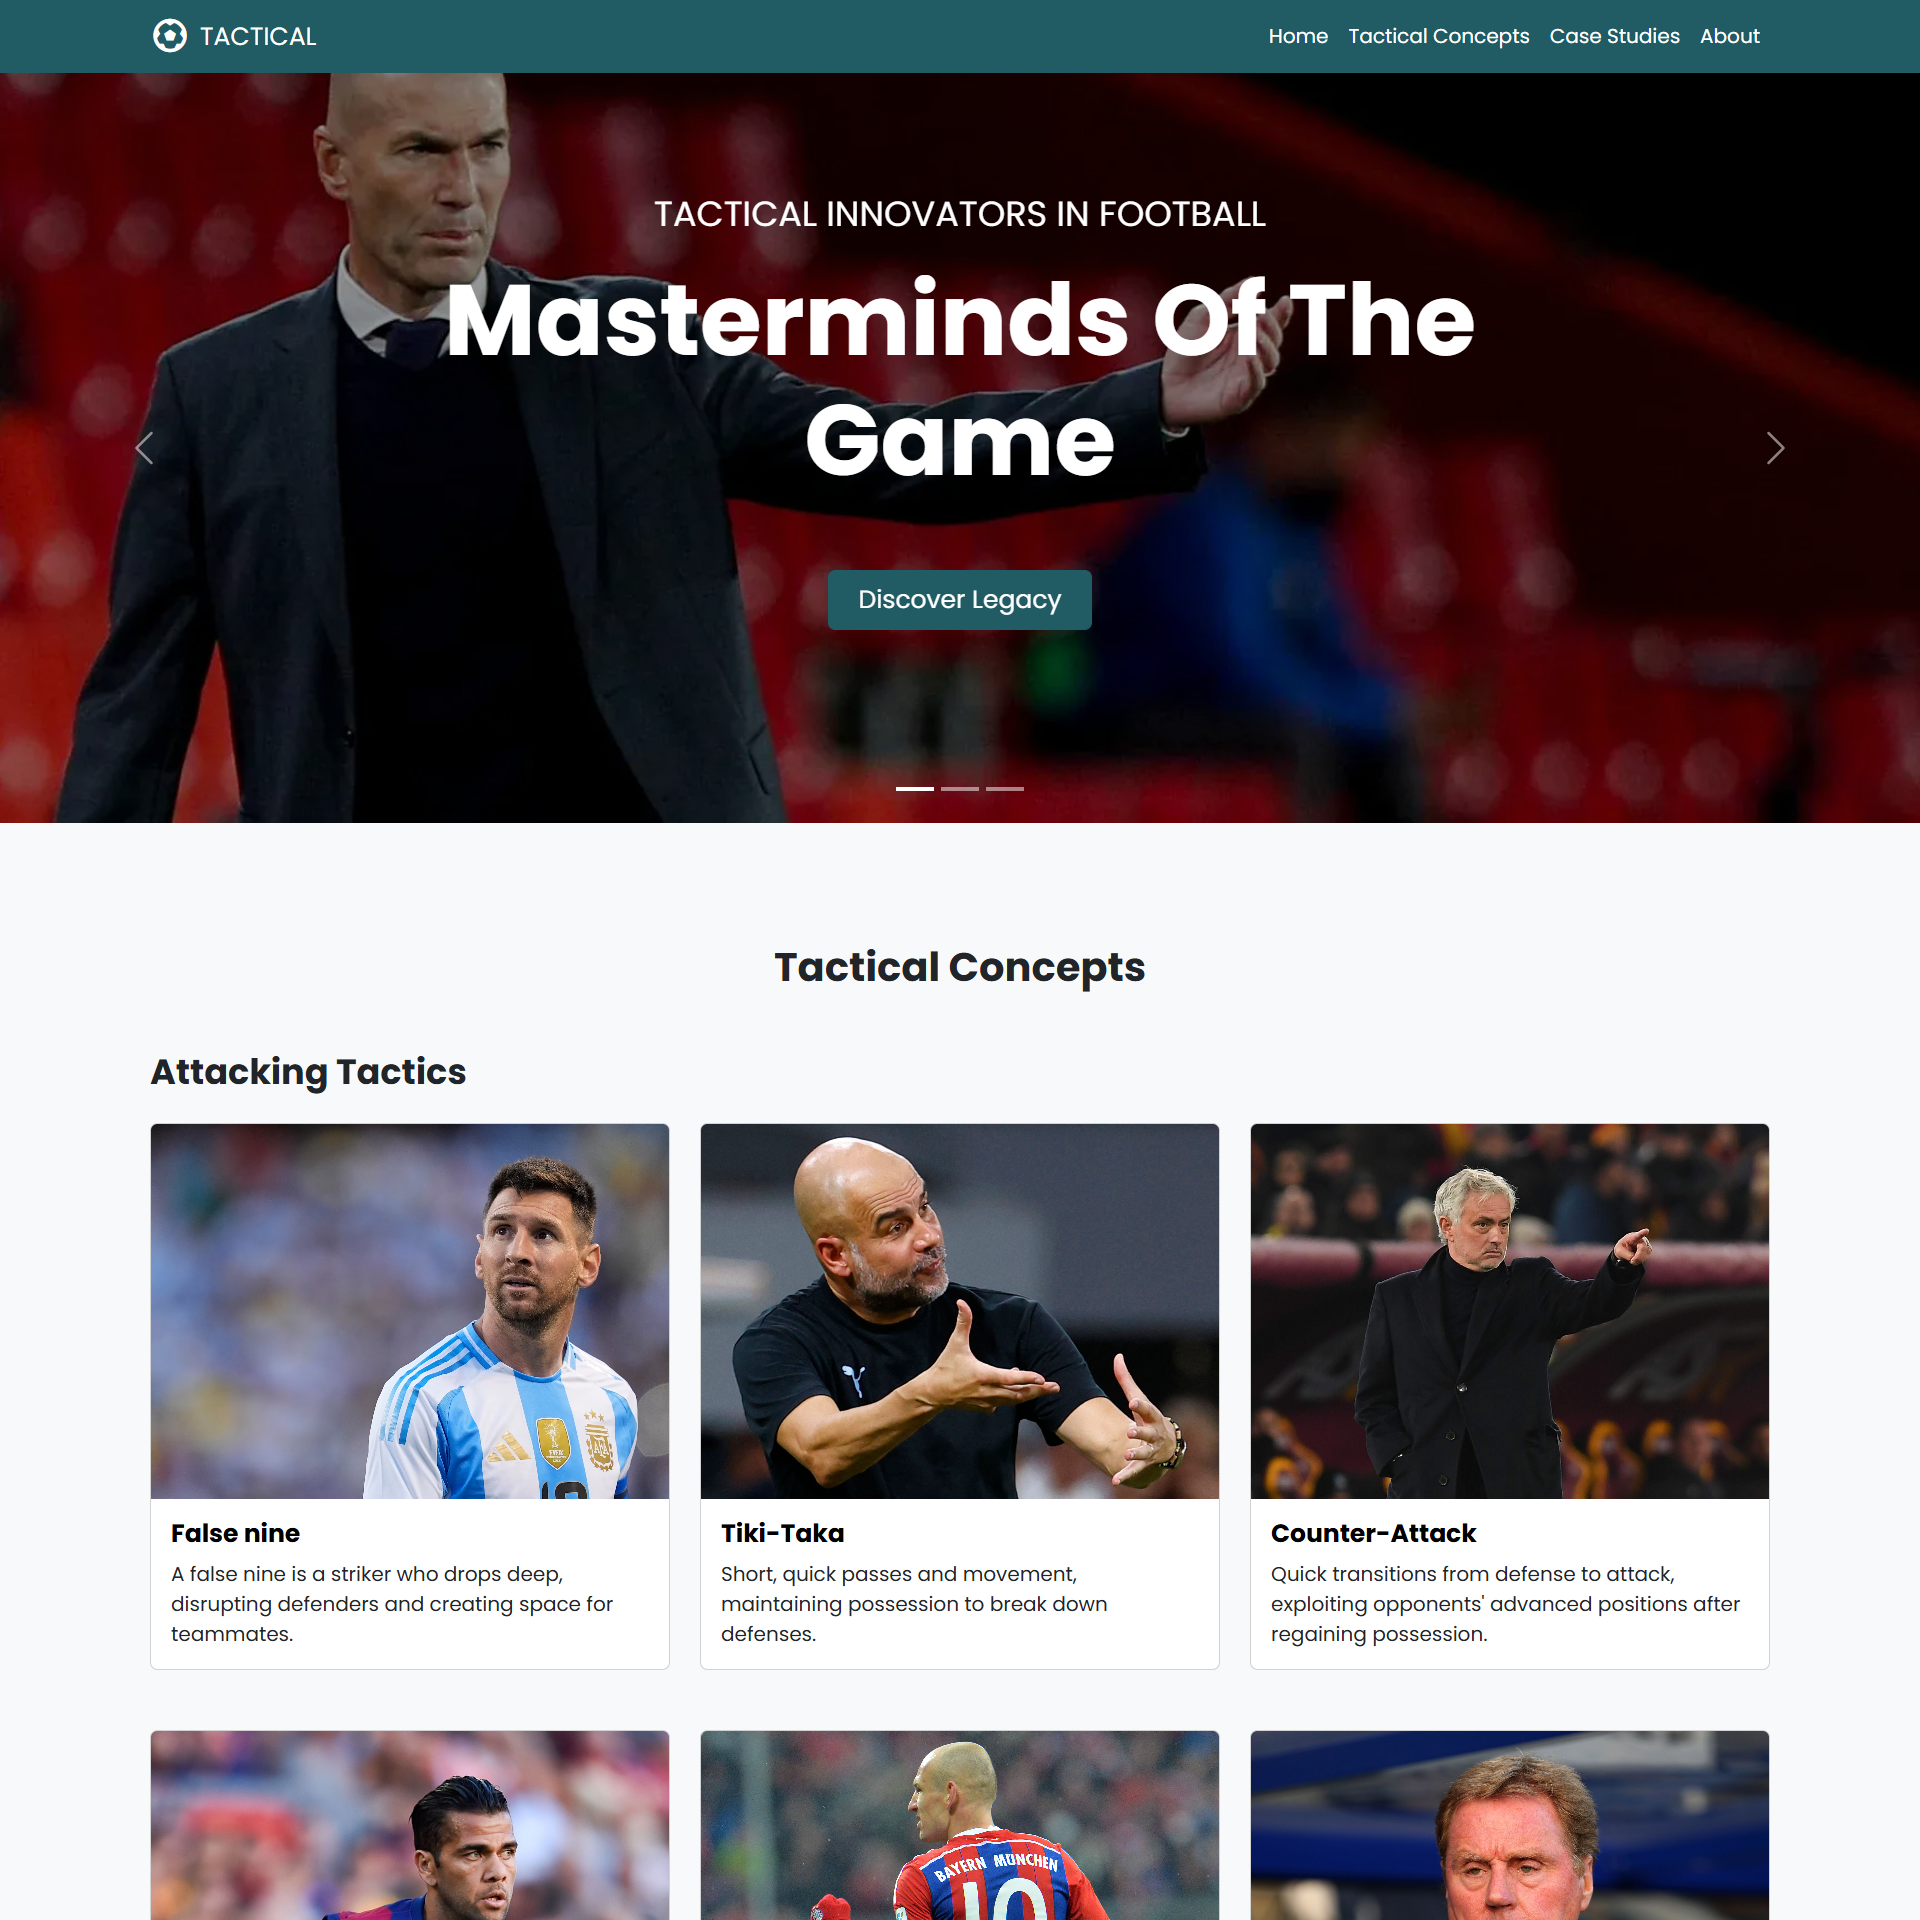 TACTICAL
Home Tactical Concepts Case Studies About
TACTICAL INNOVATORS IN FOOTBALL
Masterminds Of The
Game
Discover Legacy
Tactical Concepts
Attacking Tactics
False nine
A false nine is a striker who drops deep,
disrupting defenders and creating space for
teammates.
Tiki-Taka
Short, quick passes and movement,
maintaining possession to break down
defenses.
Counter-Attack
Quick transitions from defense to attack,
exploiting opponents' advanced positions after
regaining possession.
BAYERN MÜNCHEN
10